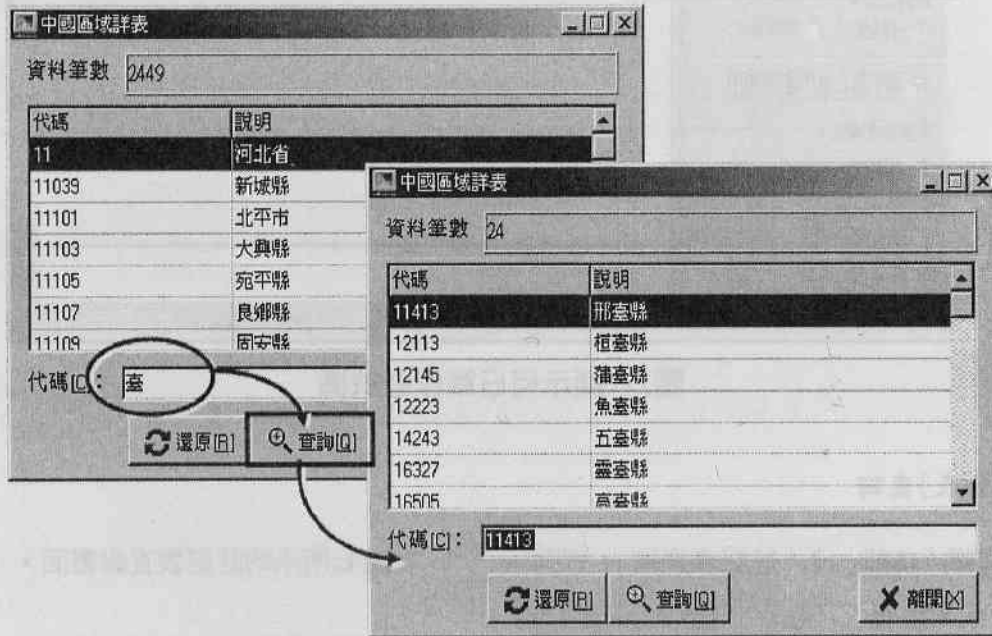 中國區域詳表
資料筆數 2449
代碼 說明
11 河北省
11039 新城縣
11101 北平市
11103 大興縣
11105 宛平縣
11107 良鄉縣
11109 固安縣
代碼[C]： 臺
還原[R] 查詢[Q]
中國區域詳表
資料筆數 24
代碼 說明
11413 邢臺縣
12113 桓臺縣
12145 蒲臺縣
12223 魚臺縣
14243 五臺縣
16327 靈臺縣
16505 高臺縣
代碼[C]： 11413
還原[R] 查詢[Q] 離開[X]